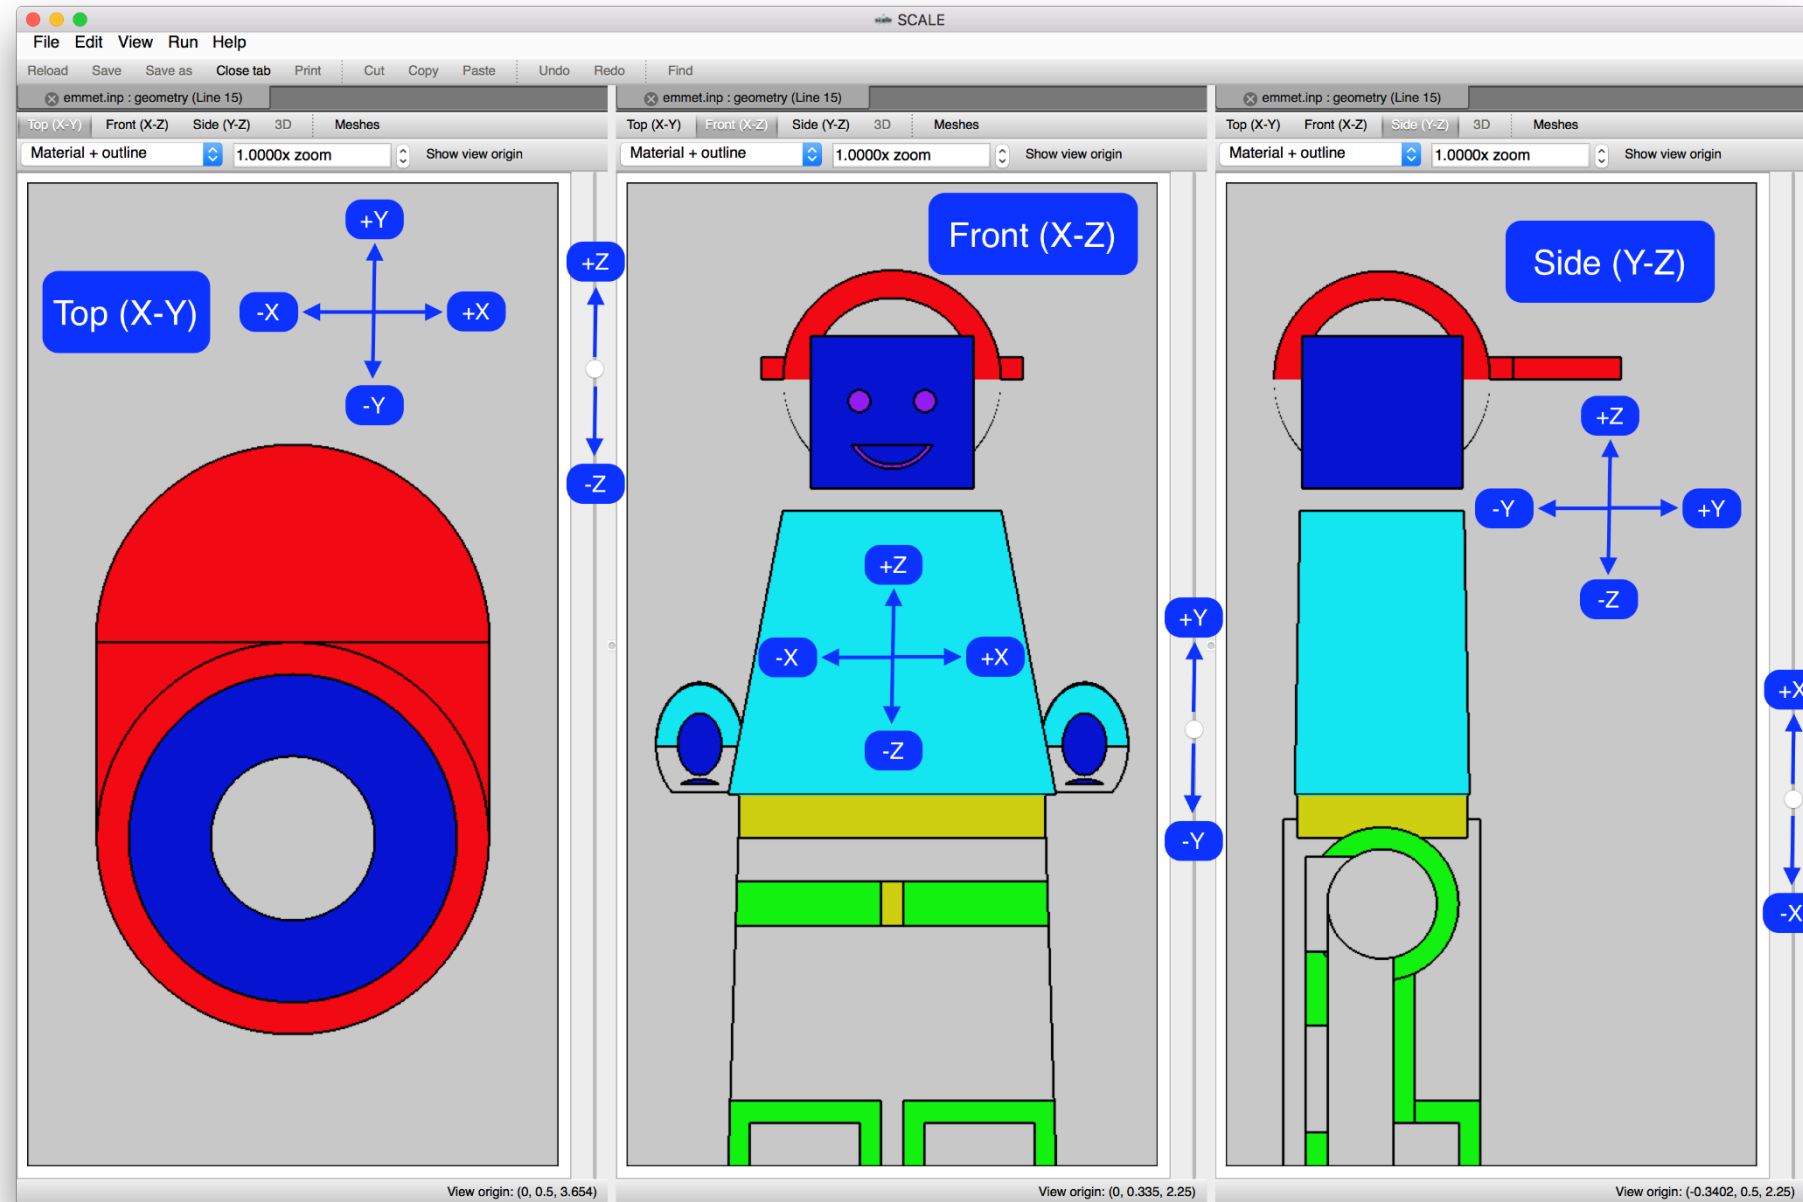 SCALE
File Edit View Run Help
Reload Save Save as Close tab Print Cut Copy Paste Undo Redo Find
emmet.inp : geometry (Line 15)
Top (X-Y) Front (X-Z) Side (Y-Z) 3D Meshes
Material + outline 1.0000x zoom Show view origin
+Y
Top (X-Y)
-X
+X
-Y
+Z
-Z
View origin: (0, 0.5, 3.654)
emmet.inp : geometry (Line 15)
Top (X-Y) Front (X-Z) Side (Y-Z) 3D Meshes
Material + outline 1.0000x zoom Show view origin
Front (X-Z)
+Z
-X
+X
-Z
+Y
-Y
View origin: (0, 0.335, 2.25)
emmet.inp : geometry (Line 15)
Top (X-Y) Front (X-Z) Side (Y-Z) 3D Meshes
Material + outline 1.0000x zoom Show view origin
Side (Y-Z)
+Z
-Y
+Y
-Z
+X
-X
View origin: (-0.3402, 0.5, 2.25)